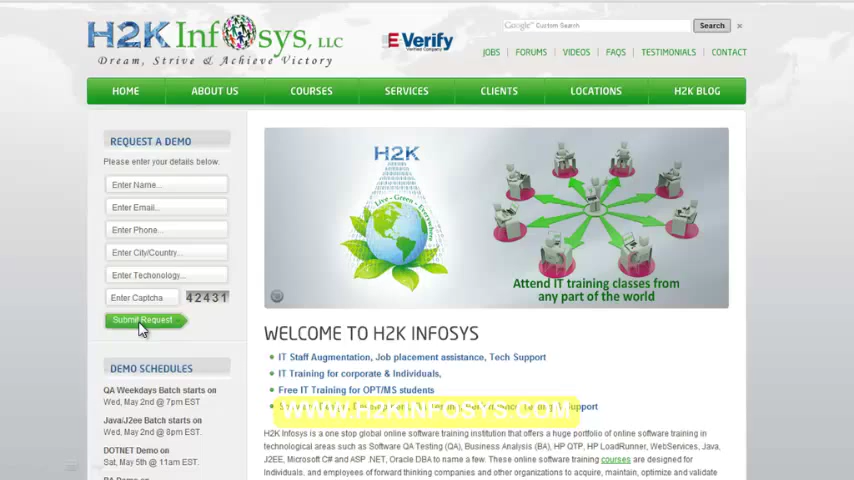 H2K Infosys, LLC
Dream, Strive & Achieve Victory
E-Verify
Google Custom Search
Search
×
JOBS FORUMS VIDEOS FAQS TESTIMONIALS CONTACT
HOME ABOUT US COURSES SERVICES CLIENTS LOCATIONS H2K BLOG
REQUEST A DEMO
Please enter your details below.
Enter Name...
Enter Email...
Enter Phone...
Enter City/Country...
Enter Techonology...
Enter Captcha
42431
Submit Request
DEMO SCHEDULES
QA Weekdays Batch starts on
Wed, May 2nd @ 7pm EST
Java/J2ee Batch starts on
Wed, May 2nd @ 8pm EST.
DOTNET Demo on
Sat, May 5th @ 11am EST.
H2K
Live - Green - Everywhere
Attend IT training classes from
any part of the world
WELCOME TO H2K INFOSYS
IT Staff Augmentation, Job placement assistance, Tech Support
IT Training for corporate & Individuals,
Free IT Training for OPT/MS students
Support
WWW.H2KINFOSYS.COM
H2K Infosys is a one stop global online software training institution that offers a huge portfolio of online software training in
technological areas such as Software QA Testing (QA), Business Analysis (BA), HP QTP, HP LoadRunner, WebServices, Java,
J2EE, Microsoft C# and ASP .NET, Oracle DBA to name a few. These online software training courses are designed for
Individuals, and employees of forward thinking companies and other organizations to acquire, maintain, optimize and validate